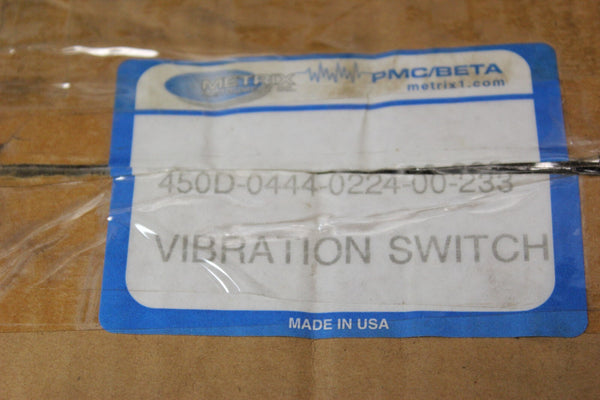 METRIX
PMC/BETA
metrix1.com
450D-0444-0224-00-233
VIBRATION SWITCH
MADE IN USA